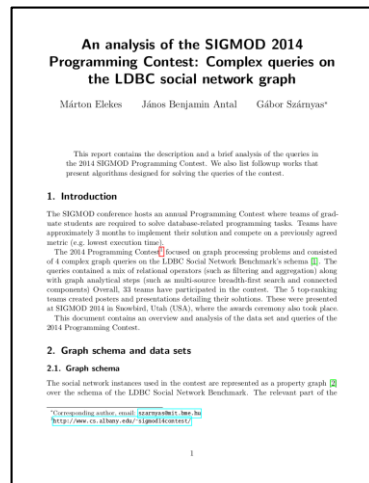 An analysis of the SIGMOD 2014
Programming Contest: Complex queries on
the LDBC social network graph
Márton Elekes János Benjamin Antal Gábor Szárnyas*
This report contains the description and a brief analysis of the queries in
the 2014 SIGMOD Programming Contest. We also list followup works that
present algorithms designed for solving the queries of the contest.
1. Introduction
The SIGMOD conference hosts an annual Programming Contest where teams of grad-
uate students are required to solve database-related programming tasks. Teams have
approximately 3 months to implement their solution and compete on a previously agreed
metric (e.g. lowest execution time).
The 2014 Programming Contest¹ focused on graph processing problems and consisted
of 4 complex graph queries on the LDBC Social Network Benchmark's schema [1]. The
queries contained a mix of relational operators (such as filtering and aggregation) along
with graph analytical steps (such as multi-source breadth-first search and connected
components) Overall, 33 teams have participated in the contest. The 5 top-ranking
teams created posters and presentations detailing their solutions. These were presented
at SIGMOD 2014 in Snowbird, Utah (USA), where the awards ceremony also took place.
This document contains an overview and analysis of the data set and queries of the
2014 Programming Contest.
2. Graph schema and data sets
2.1. Graph schema
The social network instances used in the contest are represented as a property graph [2]
over the schema of the LDBC Social Network Benchmark. The relevant part of the
*Corresponding author, email: szarnyas@mit.bme.hu
¹http://www.cs.albany.edu/~sigmod14contest/
1